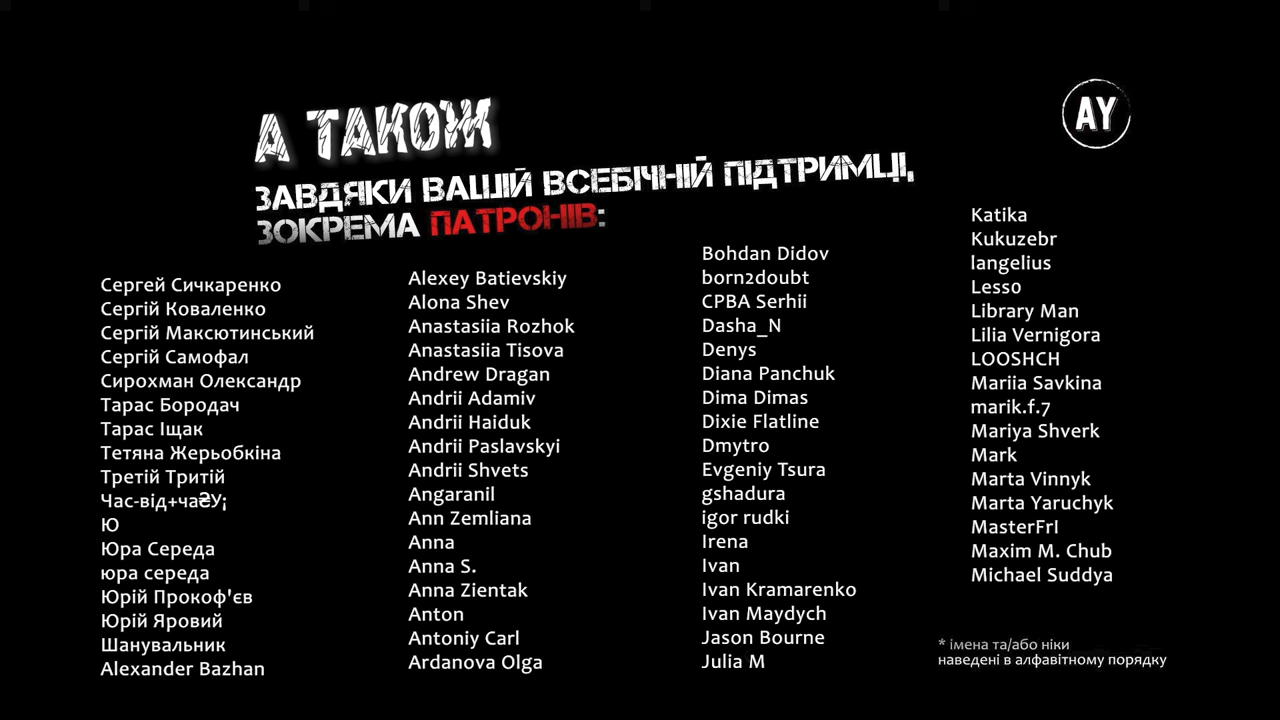 А ТАКОЖ
ЗАВДЯКИ ВАШІЙ ВСЕБІЧНІЙ ПІДТРИМЦІ,
ЗОКРЕМА ПАТРОНІВ:
AY
Сергей Сичкаренко
Сергій Коваленко
Сергій Максютинський
Сергій Самофал
Сирохман Олександр
Тарас Бородач
Тарас Іщак
Тетяна Жерьобкіна
Третій Тритій
Час-від+ча₴У¡
Ю
Юра Середа
юра середа
Юрій Прокоф'єв
Юрій Яровий
Шанувальник
Alexander Bazhan
Alexey Batievskiy
Alona Shev
Anastasiia Rozhok
Anastasiia Tisova
Andrew Dragan
Andrii Adamiv
Andrii Haiduk
Andrii Paslavskyi
Andrii Shvets
Angaranil
Ann Zemliana
Anna
Anna S.
Anna Zientak
Anton
Antoniy Carl
Ardanova Olga
Bohdan Didov
born2doubt
CPBA Serhii
Dasha_N
Denys
Diana Panchuk
Dima Dimas
Dixie Flatline
Dmytro
Evgeniy Tsura
gshadura
igor rudki
Irena
Ivan
Ivan Kramarenko
Ivan Maydych
Jason Bourne
Julia M
Katika
Kukuzebr
langelius
Lesso
Library Man
Lilia Vernigora
LOOSHCH
Mariia Savkina
marik.f.7
Mariya Shverk
Mark
Marta Vinnyk
Marta Yaruchyk
MasterFrI
Maxim M. Chub
Michael Suddya
* імена та/або ніки
наведені в алфавітному порядку